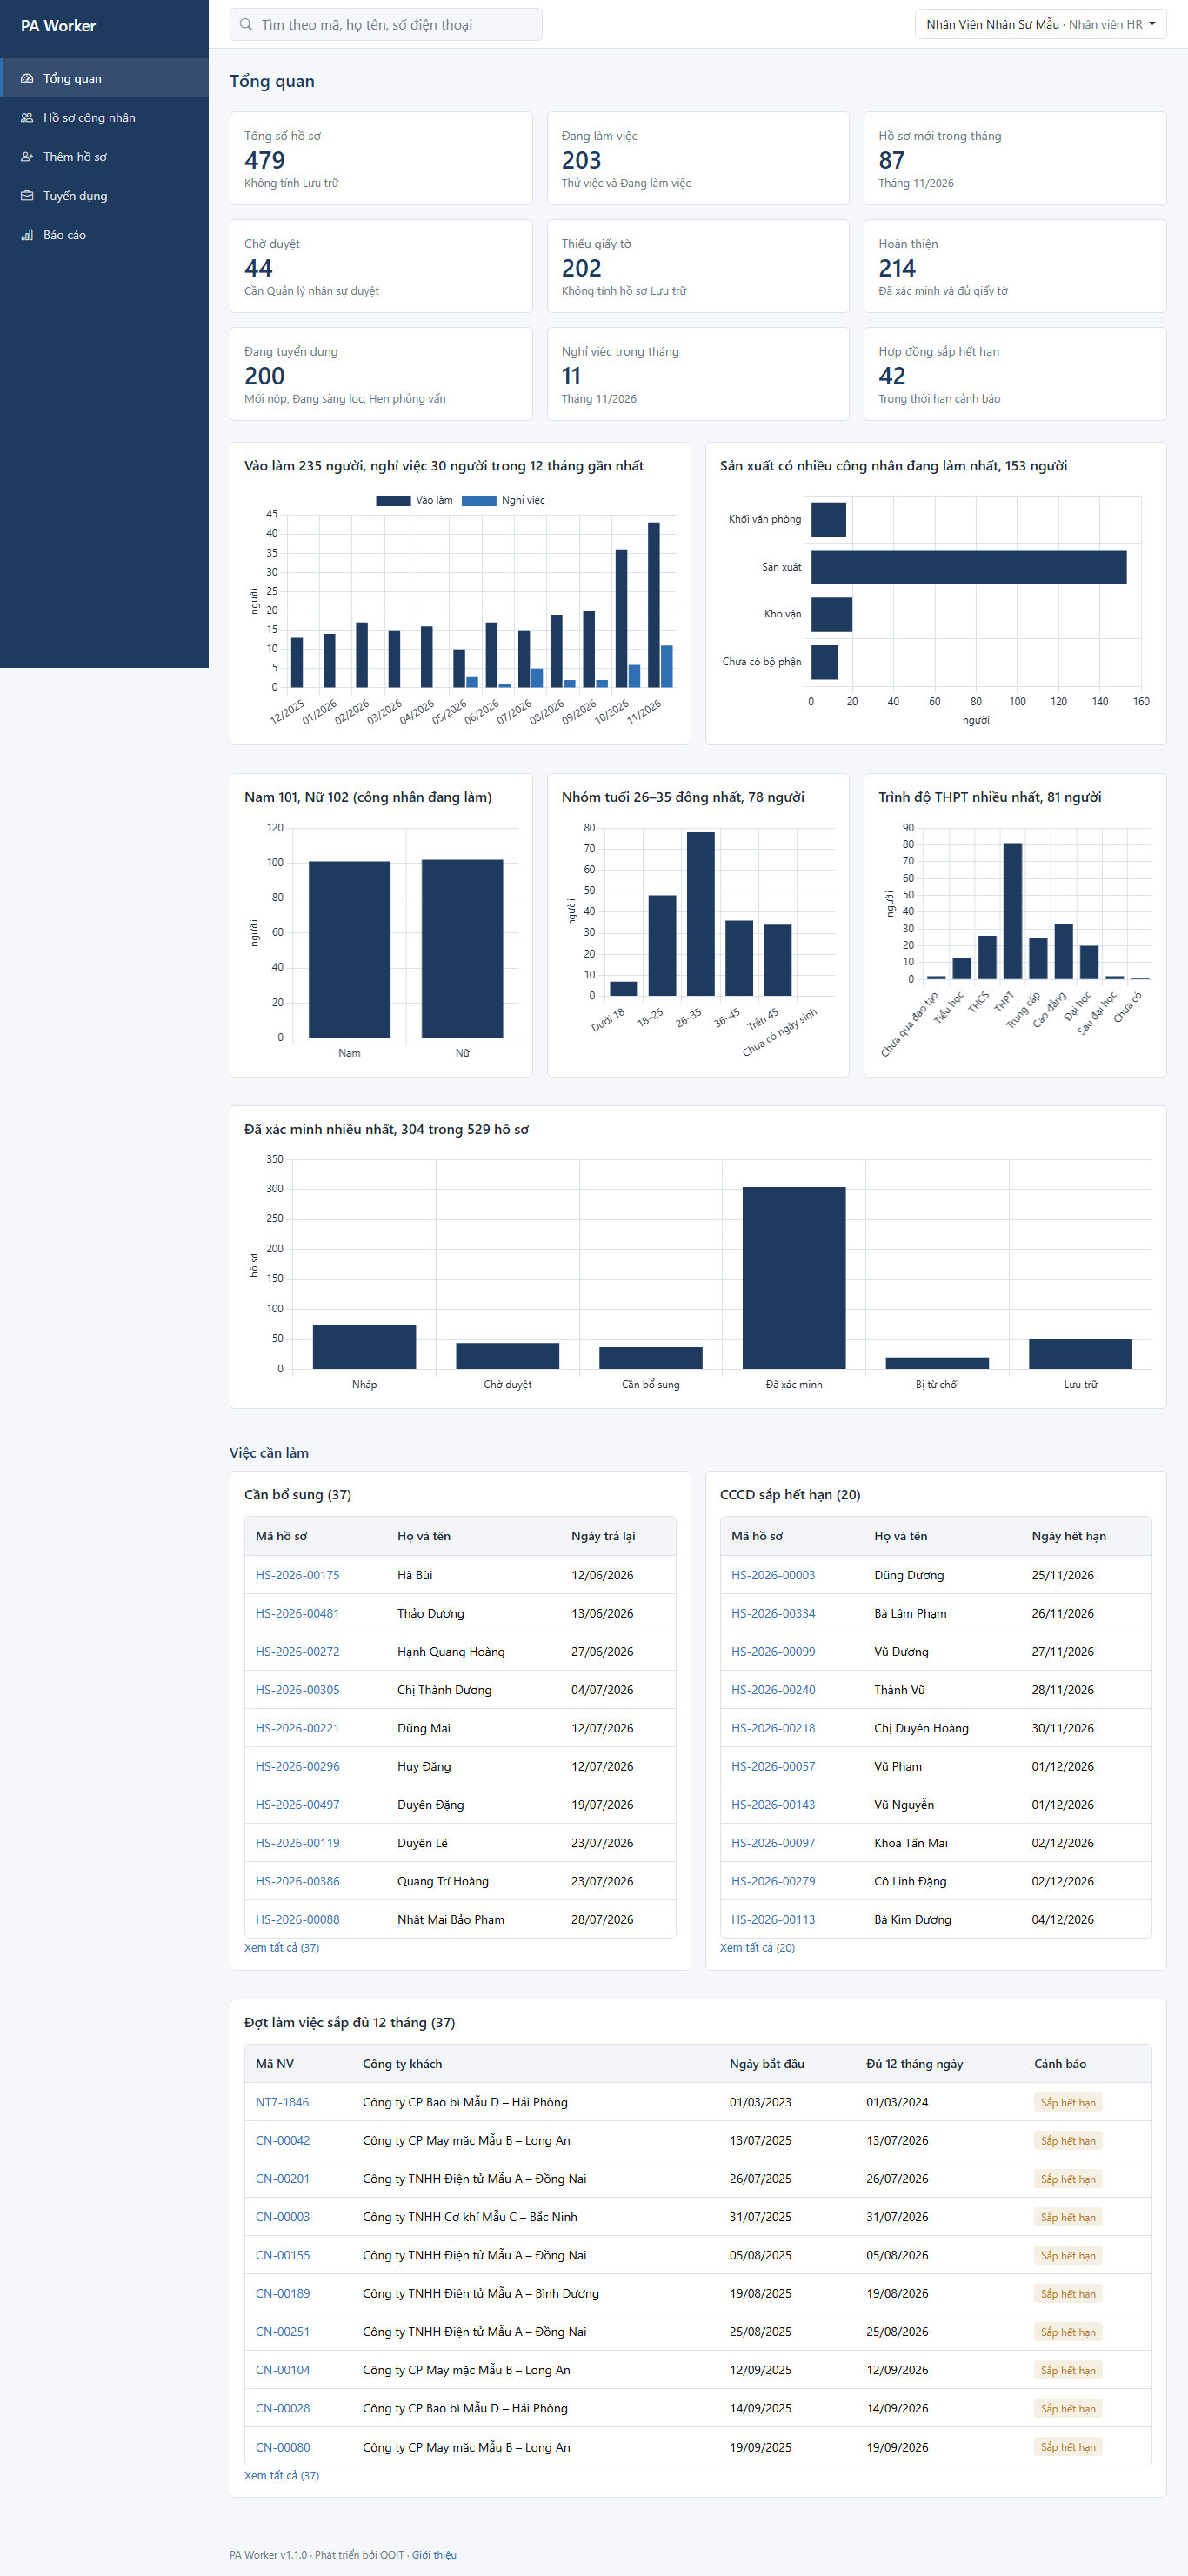 PA Worker
Tìm theo mã, họ tên, số điện thoại
Nhân Viên Nhân Sự Mẫu · Nhân viên HR
Tổng quan
Hồ sơ công nhân
Thêm hồ sơ
Tuyển dụng
Báo cáo
Tổng quan
Tổng số hồ sơ
479
Không tính Lưu trữ
Đang làm việc
203
Thử việc và Đang làm việc
Hồ sơ mới trong tháng
87
Tháng 11/2026
Chờ duyệt
44
Cần Quản lý nhân sự duyệt
Thiếu giấy tờ
202
Không tính hồ sơ Lưu trữ
Hoàn thiện
214
Đã xác minh và đủ giấy tờ
Đang tuyển dụng
200
Mới nộp, Đang sàng lọc, Hẹn phỏng vấn
Nghỉ việc trong tháng
11
Tháng 11/2026
Hợp đồng sắp hết hạn
42
Trong thời hạn cảnh báo
Vào làm 235 người, nghỉ việc 30 người trong 12 tháng gần nhất
Vào làm Nghỉ việc
45
40
35
30
25
20
15
10
5
0
người
12/2025 01/2026 02/2026 03/2026 04/2026 05/2026 06/2026 07/2026 08/2026 09/2026 10/2026 11/2026
Sản xuất có nhiều công nhân đang làm nhất, 153 người
Khối văn phòng
Sản xuất
Kho vận
Chưa có bộ phận
0 20 40 60 80 100 120 140 160
người
Nam 101, Nữ 102 (công nhân đang làm)
120
100
80
60
40
20
0
người
Nam Nữ
Nhóm tuổi 26–35 đông nhất, 78 người
80
70
60
50
40
30
20
10
0
người
Dưới 18 18–25 26–35 36–45 Trên 45 Chưa có ngày sinh
Trình độ THPT nhiều nhất, 81 người
90
80
70
60
50
40
30
20
10
0
người
Chưa qua đào tạo Tiểu học THCS THPT Trung cấp Cao đẳng Đại học Sau đại học Chưa có
Đã xác minh nhiều nhất, 304 trong 529 hồ sơ
350
300
250
200
150
100
50
0
hồ sơ
Nháp Chờ duyệt Cần bổ sung Đã xác minh Bị từ chối Lưu trữ
Việc cần làm
Cần bổ sung (37)
Mã hồ sơ Họ và tên Ngày trả lại
HS-2026-00175 Hà Bùi 12/06/2026
HS-2026-00481 Thảo Dương 13/06/2026
HS-2026-00272 Hạnh Quang Hoàng 27/06/2026
HS-2026-00305 Chị Thành Dương 04/07/2026
HS-2026-00221 Dũng Mai 12/07/2026
HS-2026-00296 Huy Đặng 12/07/2026
HS-2026-00497 Duyên Đặng 19/07/2026
HS-2026-00119 Duyên Lê 23/07/2026
HS-2026-00386 Quang Trí Hoàng 23/07/2026
HS-2026-00088 Nhật Mai Bảo Phạm 28/07/2026
Xem tất cả (37)
CCCD sắp hết hạn (20)
Mã hồ sơ Họ và tên Ngày hết hạn
HS-2026-00003 Dũng Dương 25/11/2026
HS-2026-00334 Bà Lâm Phạm 26/11/2026
HS-2026-00099 Vũ Dương 27/11/2026
HS-2026-00240 Thành Vũ 28/11/2026
HS-2026-00218 Chị Duyên Hoàng 30/11/2026
HS-2026-00057 Vũ Phạm 01/12/2026
HS-2026-00143 Vũ Nguyễn 01/12/2026
HS-2026-00097 Khoa Tấn Mai 02/12/2026
HS-2026-00279 Cô Linh Đặng 02/12/2026
HS-2026-00113 Bà Kim Dương 04/12/2026
Xem tất cả (20)
Đợt làm việc sắp đủ 12 tháng (37)
Mã NV Công ty khách Ngày bắt đầu Đủ 12 tháng ngày Cảnh báo
NT7-1846 Công ty CP Bao bì Mẫu D – Hải Phòng 01/03/2023 01/03/2024 Sắp hết hạn
CN-00042 Công ty CP May mặc Mẫu B – Long An 13/07/2025 13/07/2026 Sắp hết hạn
CN-00201 Công ty TNHH Điện tử Mẫu A – Đồng Nai 26/07/2025 26/07/2026 Sắp hết hạn
CN-00003 Công ty TNHH Cơ khí Mẫu C – Bắc Ninh 31/07/2025 31/07/2026 Sắp hết hạn
CN-00155 Công ty TNHH Điện tử Mẫu A – Đồng Nai 05/08/2025 05/08/2026 Sắp hết hạn
CN-00189 Công ty TNHH Điện tử Mẫu A – Bình Dương 19/08/2025 19/08/2026 Sắp hết hạn
CN-00251 Công ty TNHH Điện tử Mẫu A – Đồng Nai 25/08/2025 25/08/2026 Sắp hết hạn
CN-00104 Công ty CP May mặc Mẫu B – Long An 12/09/2025 12/09/2026 Sắp hết hạn
CN-00028 Công ty CP Bao bì Mẫu D – Hải Phòng 14/09/2025 14/09/2026 Sắp hết hạn
CN-00080 Công ty CP May mặc Mẫu B – Long An 19/09/2025 19/09/2026 Sắp hết hạn
Xem tất cả (37)
PA Worker v1.1.0 · Phát triển bởi QQIT · Giới thiệu